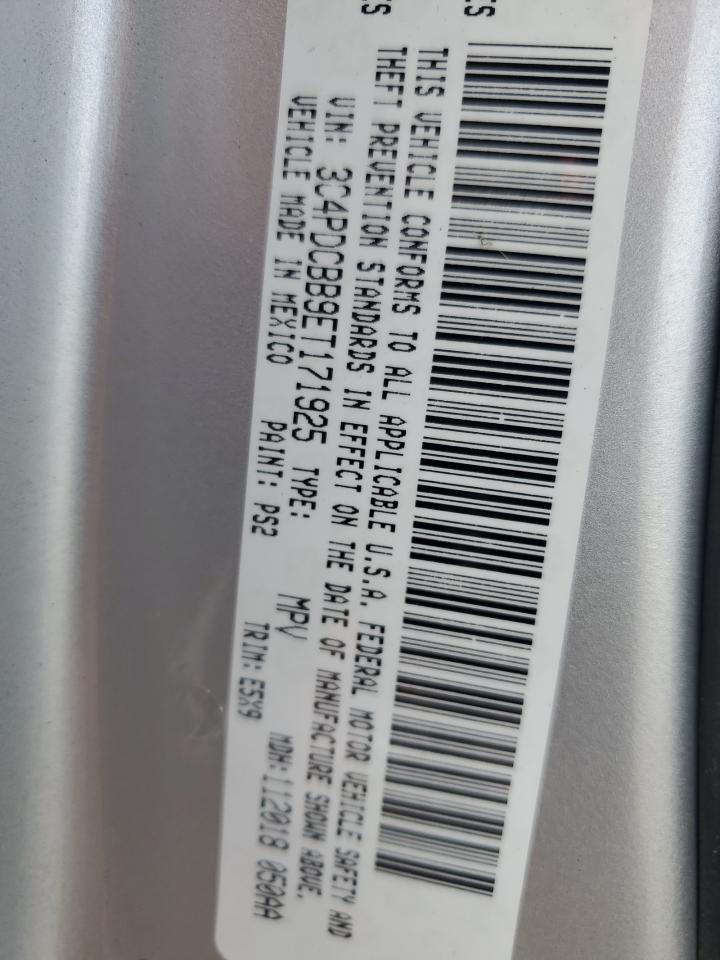 THIS VEHICLE CONFORMS TO ALL APPLICABLE U.S.A. FEDERAL MOTOR VEHICLE SAFETY AND
THEFT PREVENTION STANDARDS IN EFFECT ON THE DATE OF MANUFACTURE SHOWN ABOVE.
VIN: 3C4PDCBB9ET171925 TYPE: MPV
VEHICLE MADE IN MEXICO PAINT: PS2 TRIM: E5X9 MDH: 112018 050AA